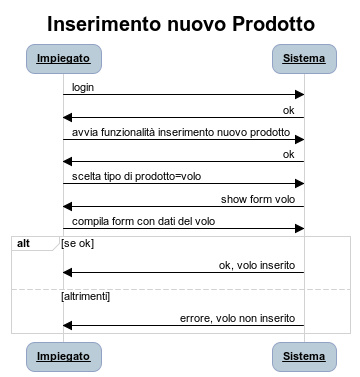 Inserimento nuovo Prodotto
Impiegato Sistema
login
ok
avvia funzionalità inserimento nuovo prodotto
ok
scelta tipo di prodotto=volo
show form volo
compila form con dati del volo
alt [se ok]
ok, volo inserito
[altrimenti]
errore, volo non inserito
Impiegato Sistema